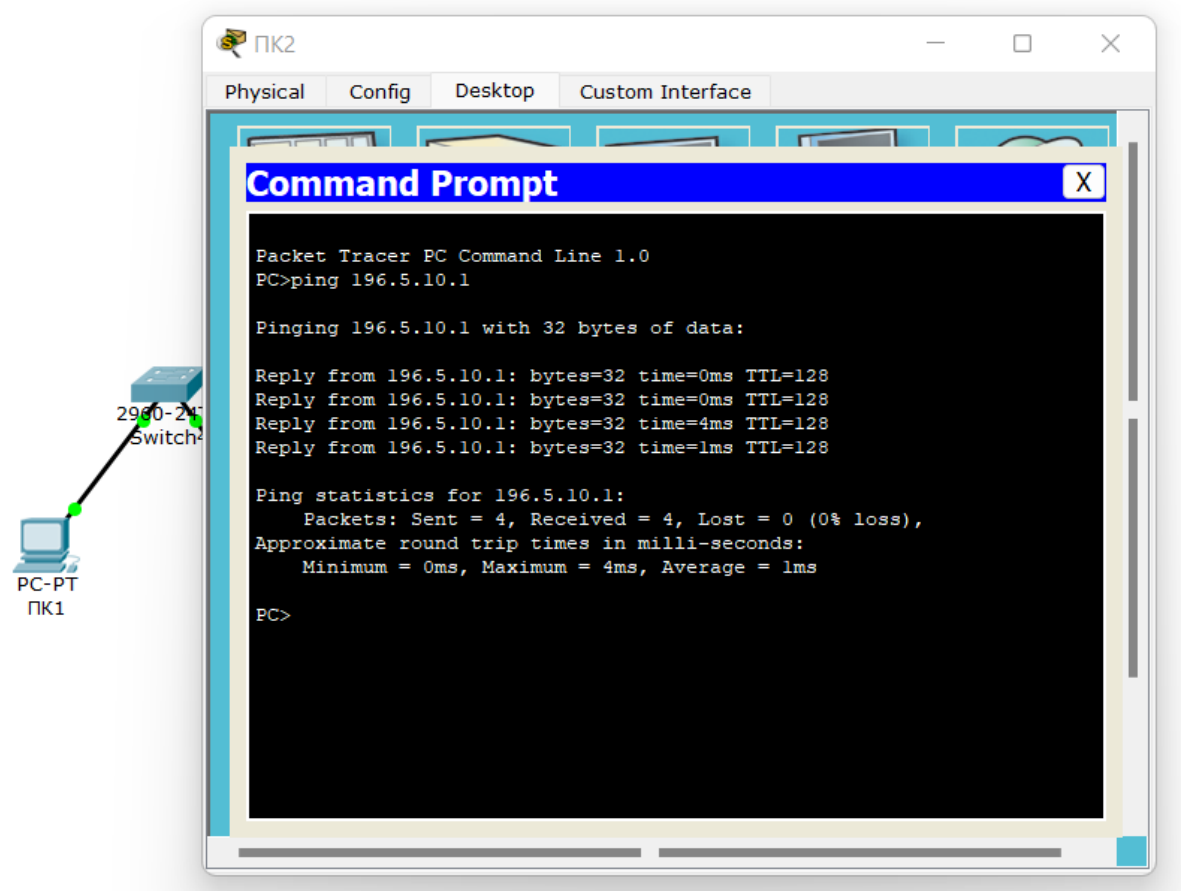 ПК2
Physical Config Desktop Custom Interface
Command Prompt X
Packet Tracer PC Command Line 1.0
PC>ping 196.5.10.1
Pinging 196.5.10.1 with 32 bytes of data:
Reply from 196.5.10.1: bytes=32 time=0ms TTL=128
Reply from 196.5.10.1: bytes=32 time=0ms TTL=128
Reply from 196.5.10.1: bytes=32 time=4ms TTL=128
Reply from 196.5.10.1: bytes=32 time=1ms TTL=128
Ping statistics for 196.5.10.1:
Packets: Sent = 4, Received = 4, Lost = 0 (0% loss),
Approximate round trip times in milli-seconds:
Minimum = 0ms, Maximum = 4ms, Average = 1ms
PC>
2960-24
Switch
PC-PT
ПК1